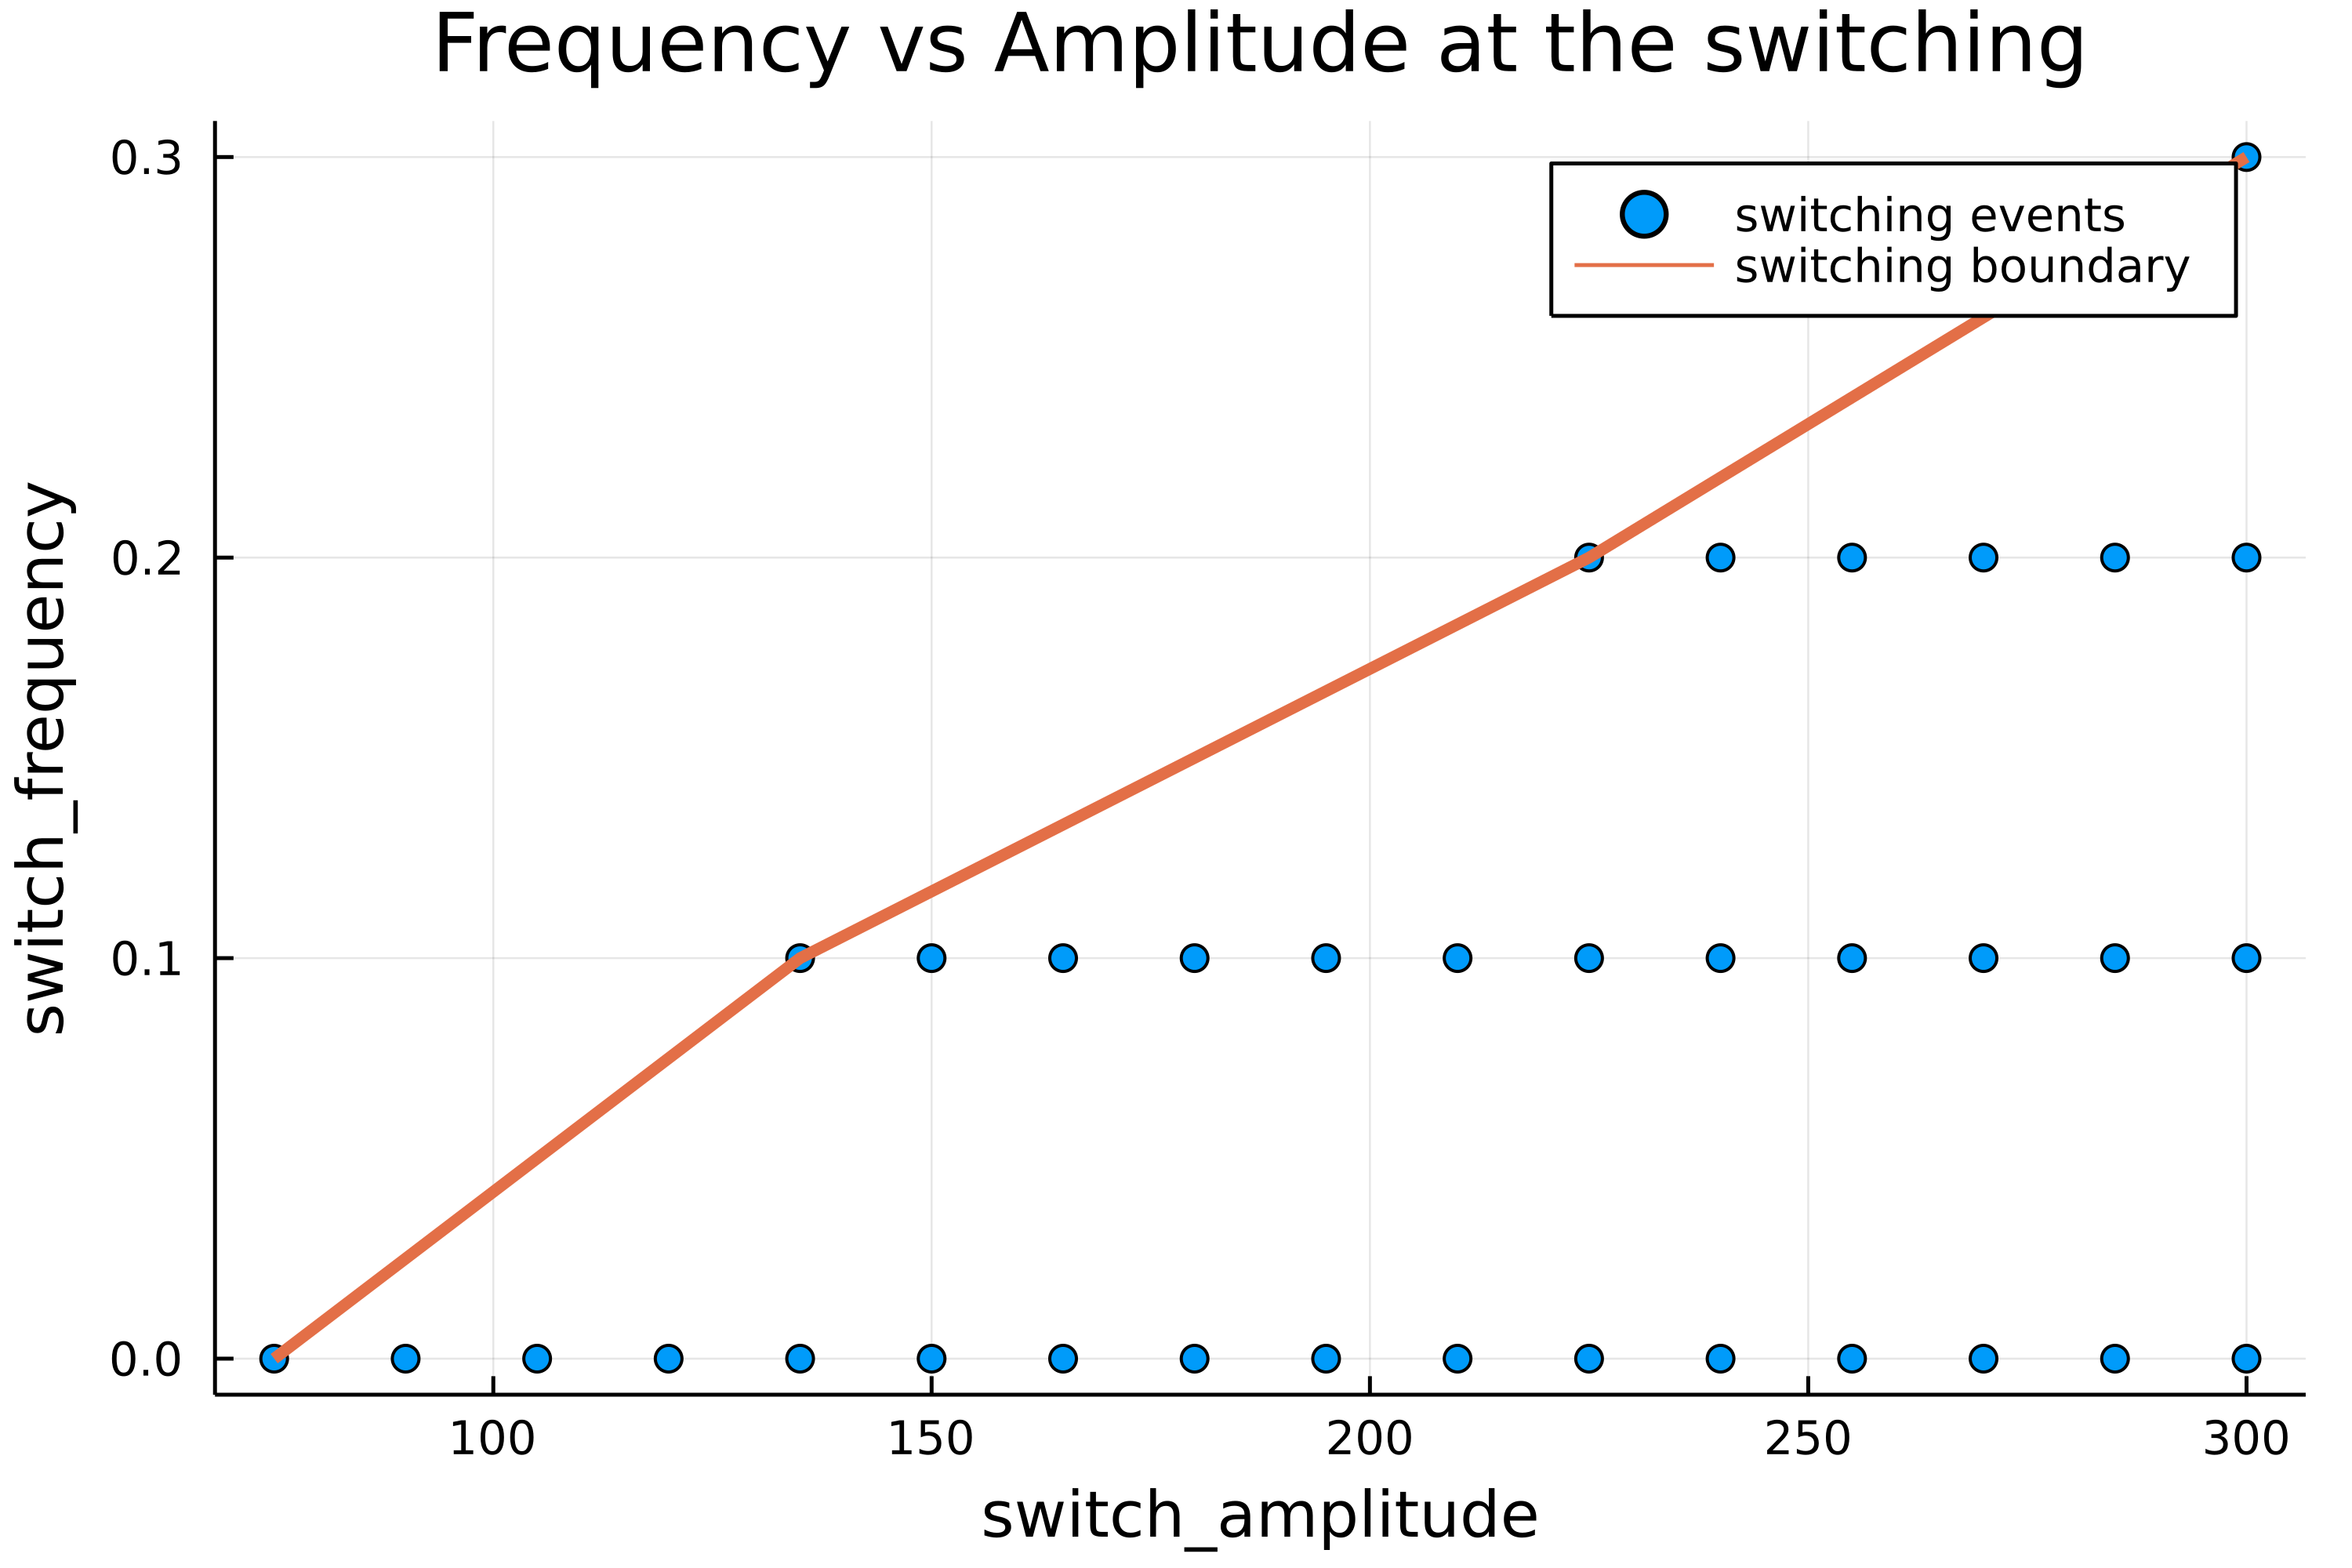 Frequency vs Amplitude at the switching
switching events
switching boundary
switch_frequency
0.3
0.2
0.1
0.0
100 150 200 250 300
switch_amplitude